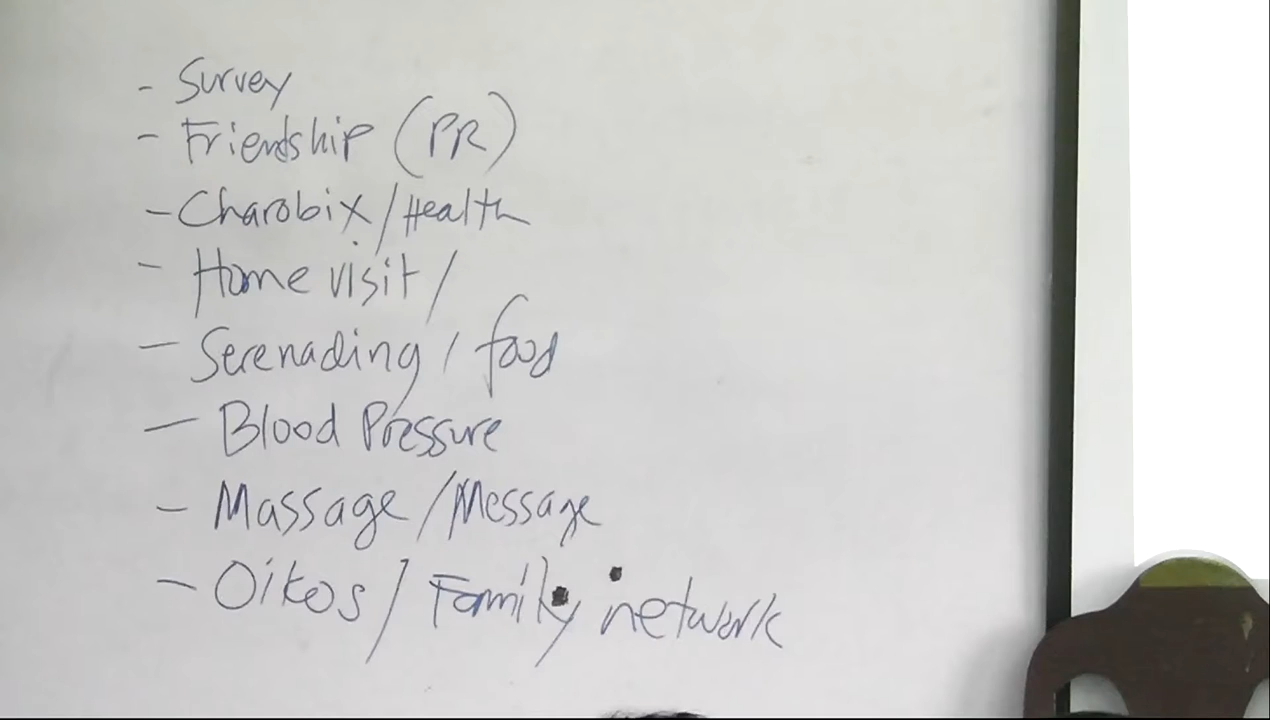 - Survey
- Friendship (PR)
- Charobix / Health
- Home visit /
- Serenading / food
- Blood Pressure
- Massage / Message
- Oikos / Family network